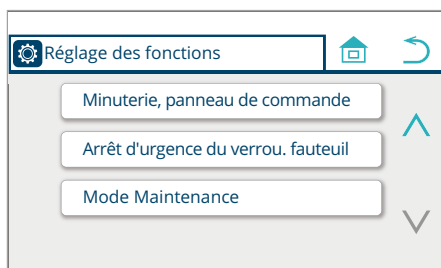 Réglage des fonctions
Minuterie, panneau de commande
Arrêt d'urgence du verrou. fauteuil
Mode Maintenance